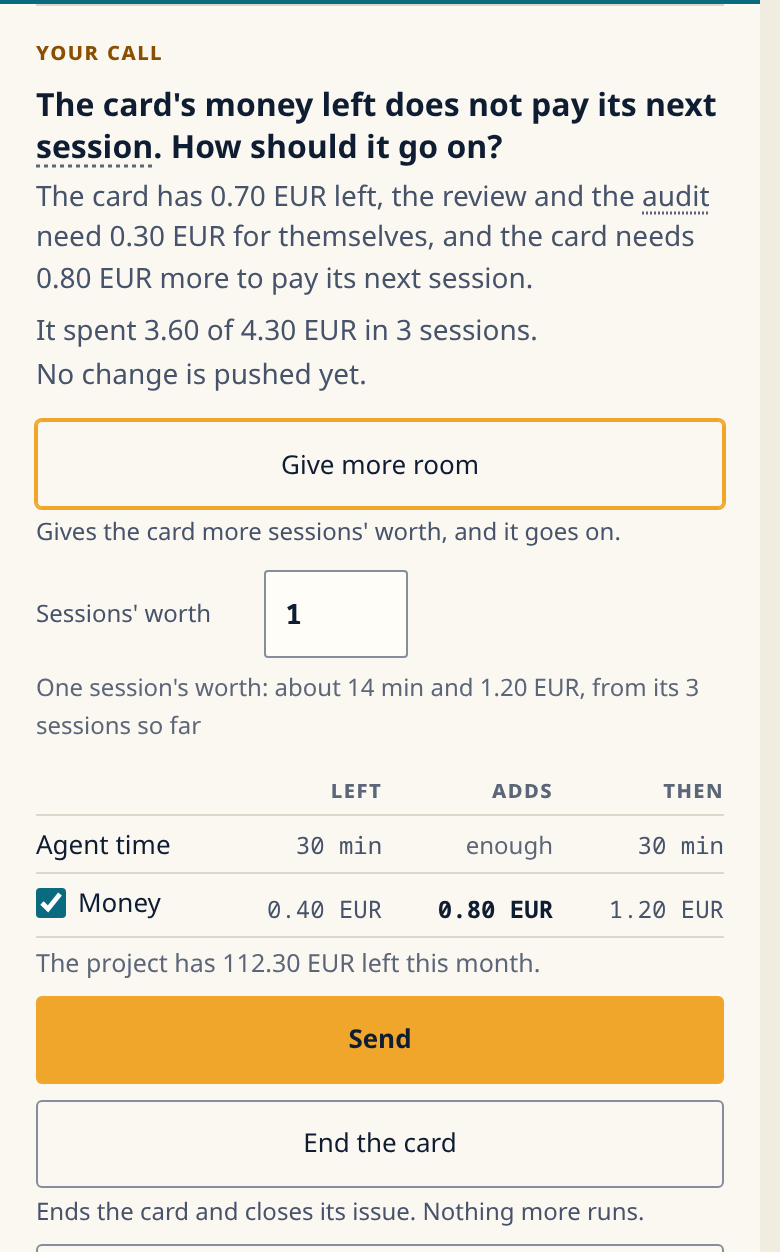 YOUR CALL
The card's money left does not pay its next
session. How should it go on?
The card has 0.70 EUR left, the review and the audit
need 0.30 EUR for themselves, and the card needs
0.80 EUR more to pay its next session.
It spent 3.60 of 4.30 EUR in 3 sessions.
No change is pushed yet.
Give more room
Gives the card more sessions' worth, and it goes on.
Sessions' worth 1
One session's worth: about 14 min and 1.20 EUR, from its 3
sessions so far
LEFT ADDS THEN
Agent time 30 min enough 30 min
Money 0.40 EUR 0.80 EUR 1.20 EUR
The project has 112.30 EUR left this month.
Send
End the card
Ends the card and closes its issue. Nothing more runs.